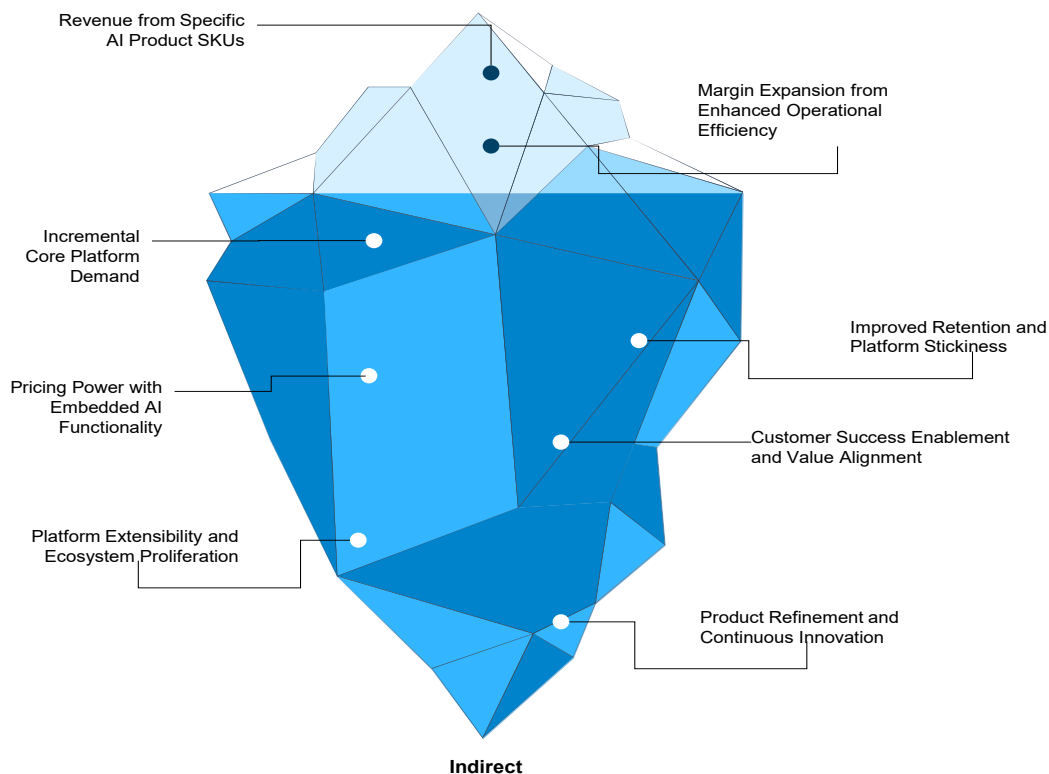 Revenue from Specific
AI Product SKUs
Margin Expansion from
Enhanced Operational
Efficiency
Incremental
Core Platform
Demand
Improved Retention and
Platform Stickiness
Pricing Power with
Embedded AI
Functionality
Customer Success Enablement
and Value Alignment
Platform Extensibility and
Ecosystem Proliferation
Product Refinement and
Continuous Innovation
Indirect